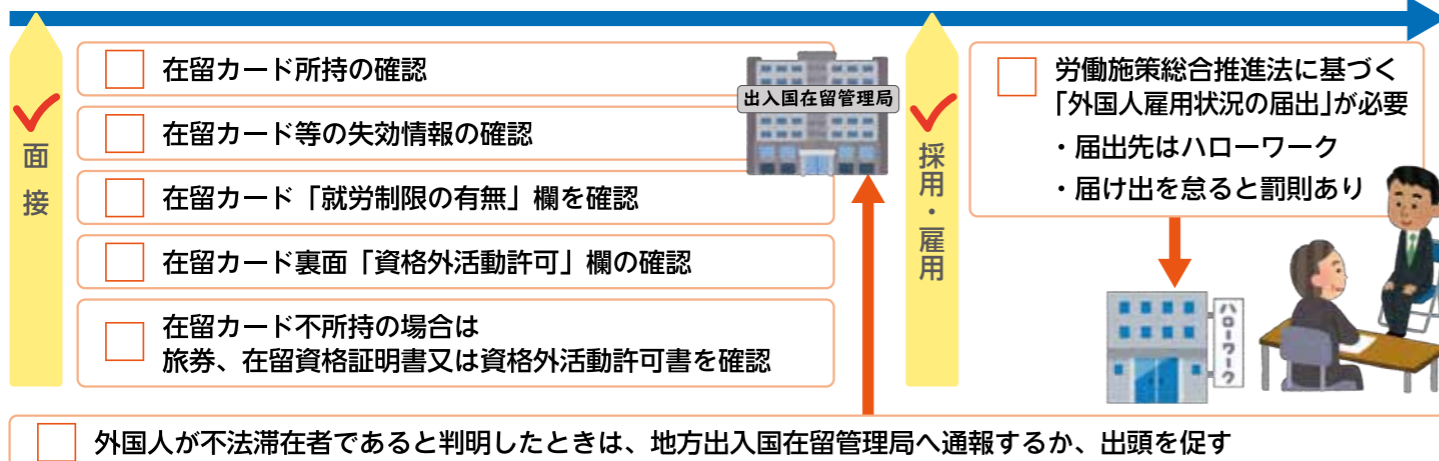 面接
在留カード所持の確認
在留カード等の失効情報の確認
在留カード「就労制限の有無」欄を確認
在留カード裏面「資格外活動許可」欄の確認
在留カード不所持の場合は
旅券、在留資格証明書又は資格外活動許可書を確認
出入国在留管理局
採用・雇用
労働施策総合推進法に基づく
「外国人雇用状況の届出」が必要
・届出先はハローワーク
・届け出を怠ると罰則あり
ハローワーク
外国人が不法滞在者であると判明したときは、地方出入国在留管理局へ通報するか、出頭を促す